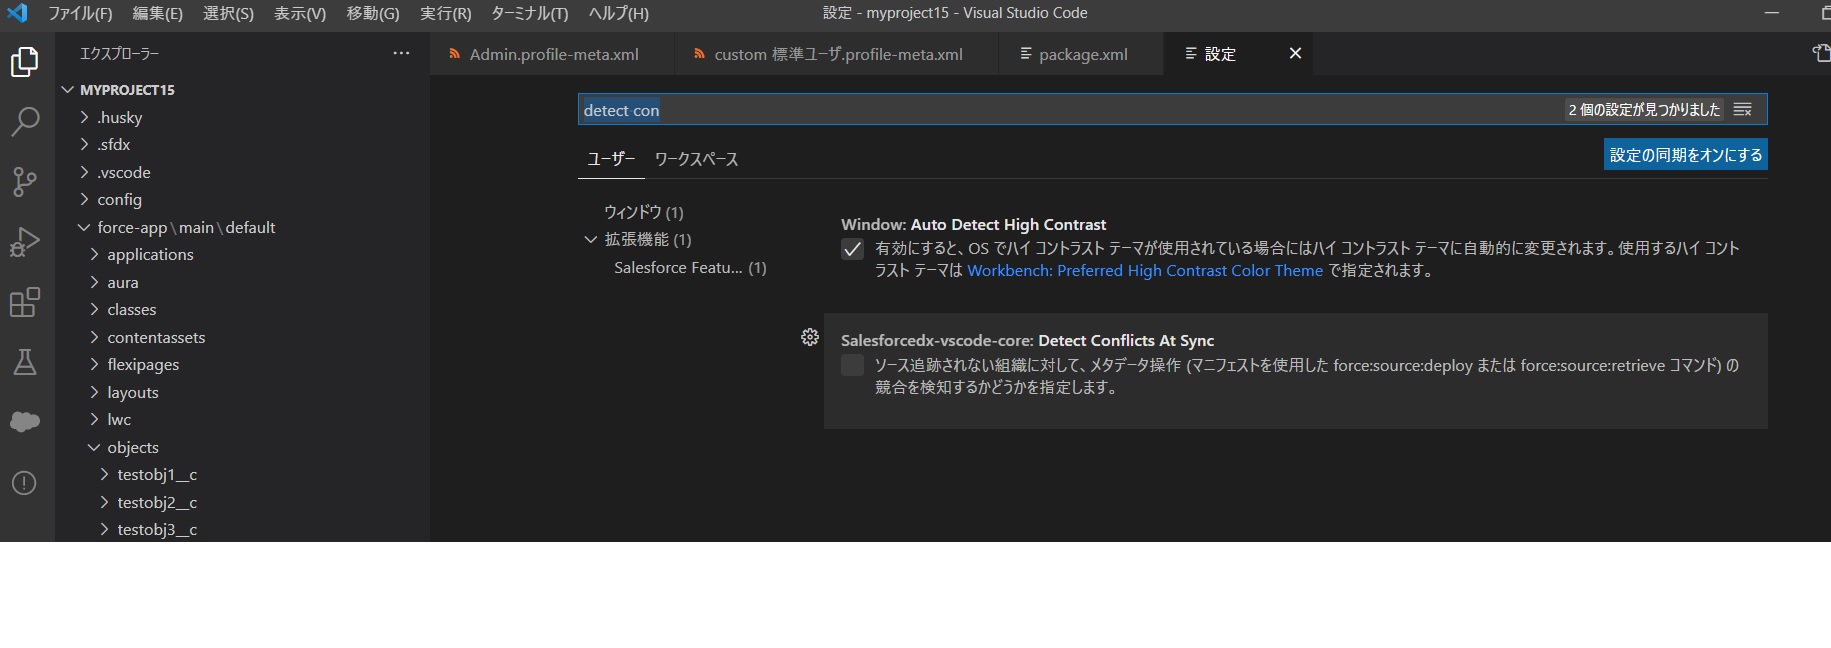 ファイル(F) 編集(E) 選択(S) 表示(V) 移動(G) 実行(R) ターミナル(T) ヘルプ(H) 設定 - myproject15 - Visual Studio Code
エクスプローラー ...
Admin.profile-meta.xml custom 標準ユーザ.profile-meta.xml package.xml 設定
MYPROJECT15
.husky
.sfdx
.vscode
config
force-app\main\default
applications
aura
classes
contentassets
flexipages
layouts
lwc
objects
testobj1__c
testobj2__c
testobj3__c
detect con 2 個の設定が見つかりました
ユーザー ワークスペース 設定の同期をオンにする
ウィンドウ (1)
拡張機能 (1)
Salesforce Featu... (1)
Window: Auto Detect High Contrast
有効にすると、OS でハイ コントラスト テーマが使用されている場合にはハイ コントラスト テーマに自動的に変更されます。使用するハイ コント
ラスト テーマは Workbench: Preferred High Contrast Color Theme で指定されます。
Salesforcedx-vscode-core: Detect Conflicts At Sync
ソース追跡されない組織に対して、メタデータ操作 (マニフェストを使用した force:source:deploy または force:source:retrieve コマンド) の
競合を検知するかどうかを指定します。